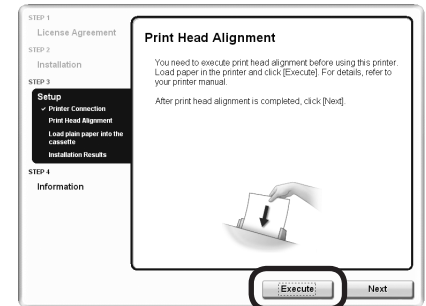 STEP 1
License Agreement
STEP 2
Installation
STEP 3
Setup
✓ Printer Connection
Print Head Alignment
Load plain paper into the
cassette
Installation Results
STEP 4
Information
Print Head Alignment
You need to execute print head alignment before using this printer.
Load paper in the printer and click [Execute]. For details, refer to
your printer manual.
After print head alignment is completed, click [Next].
Execute
Next